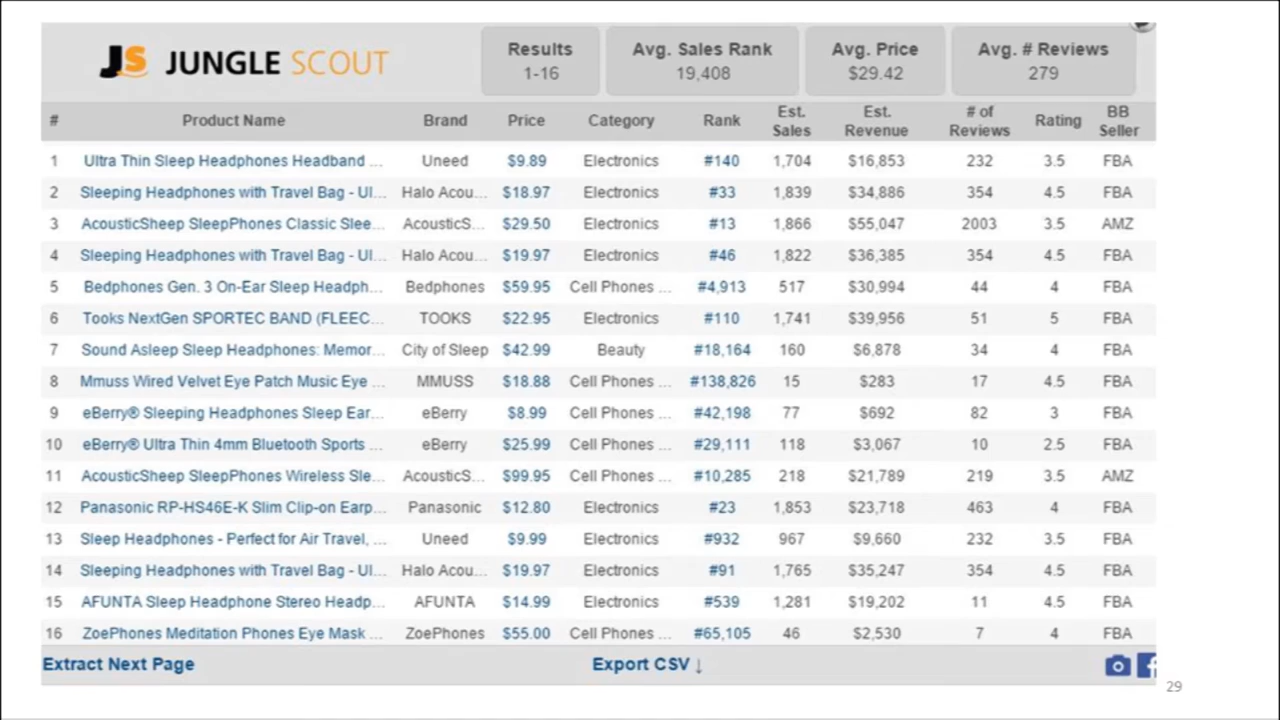 JS JUNGLE SCOUT
Results
1-16
Avg. Sales Rank
19,408
Avg. Price
$29.42
Avg. # Reviews
279
# Product Name Brand Price Category Rank Est. Sales Est. Revenue # of Reviews Rating BB Seller
1 Ultra Thin Sleep Headphones Headband ... Uneed $9.89 Electronics #140 1,704 $16,853 232 3.5 FBA
2 Sleeping Headphones with Travel Bag - Ul... Halo Acou... $18.97 Electronics #33 1,839 $34,886 354 4.5 FBA
3 AcousticSheep SleepPhones Classic Slee... AcousticS... $29.50 Electronics #13 1,866 $55,047 2003 3.5 AMZ
4 Sleeping Headphones with Travel Bag - Ul... Halo Acou... $19.97 Electronics #46 1,822 $36,385 354 4.5 FBA
5 Bedphones Gen. 3 On-Ear Sleep Headph... Bedphones $59.95 Cell Phones ... #4,913 517 $30,994 44 4 FBA
6 Tooks NextGen SPORTEC BAND (FLEEC... TOOKS $22.95 Electronics #110 1,741 $39,956 51 5 FBA
7 Sound Asleep Sleep Headphones: Memor... City of Sleep $42.99 Beauty #18,164 160 $6,878 34 4 FBA
8 Mmuss Wired Velvet Eye Patch Music Eye ... MMUSS $18.88 Cell Phones ... #138,826 15 $283 17 4.5 FBA
9 eBerry® Sleeping Headphones Sleep Ear... eBerry $8.99 Cell Phones ... #42,198 77 $692 82 3 FBA
10 eBerry® Ultra Thin 4mm Bluetooth Sports ... eBerry $25.99 Cell Phones ... #29,111 118 $3,067 10 2.5 FBA
11 AcousticSheep SleepPhones Wireless Sle... AcousticS... $99.95 Cell Phones ... #10,285 218 $21,789 219 3.5 AMZ
12 Panasonic RP-HS46E-K Slim Clip-on Earp... Panasonic $12.80 Electronics #23 1,853 $23,718 463 4 FBA
13 Sleep Headphones - Perfect for Air Travel, ... Uneed $9.99 Electronics #932 967 $9,660 232 3.5 FBA
14 Sleeping Headphones with Travel Bag - Ul... Halo Acou... $19.97 Electronics #91 1,765 $35,247 354 4.5 FBA
15 AFUNTA Sleep Headphone Stereo Headp... AFUNTA $14.99 Electronics #539 1,281 $19,202 11 4.5 FBA
16 ZoePhones Meditation Phones Eye Mask ... ZoePhones $55.00 Cell Phones ... #65,105 46 $2,530 7 4 FBA
Extract Next Page Export CSV ↓
29